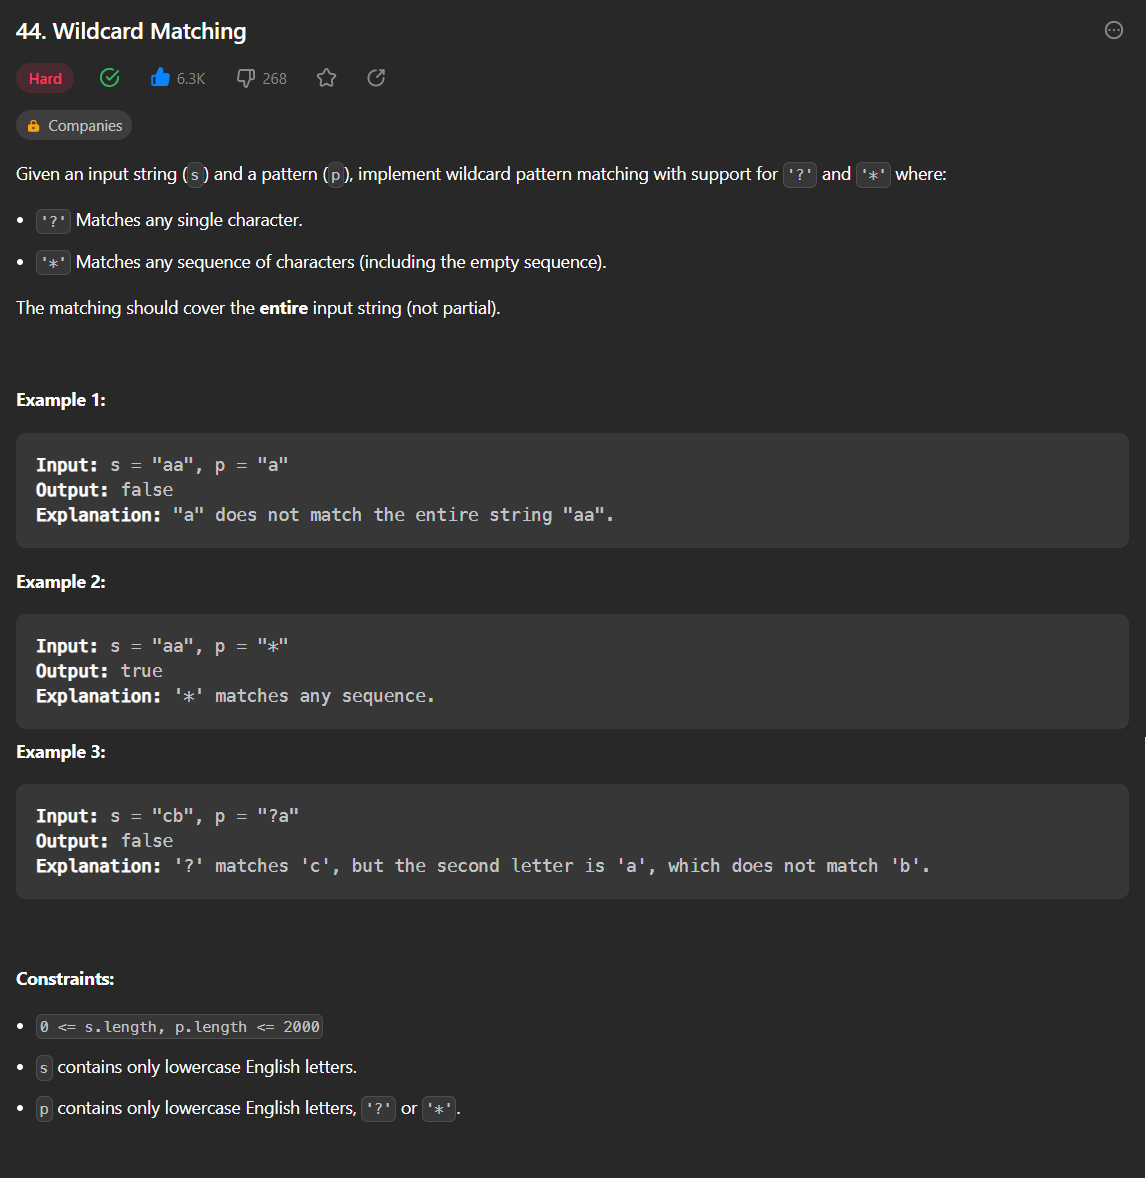 44. Wildcard Matching
Hard 6.3K 268
Companies
Given an input string (s) and a pattern (p), implement wildcard pattern matching with support for '?' and '*' where:
• '?' Matches any single character.
• '*' Matches any sequence of characters (including the empty sequence).
The matching should cover the entire input string (not partial).
Example 1:
Input: s = "aa", p = "a"
Output: false
Explanation: "a" does not match the entire string "aa".
Example 2:
Input: s = "aa", p = "*"
Output: true
Explanation: '*' matches any sequence.
Example 3:
Input: s = "cb", p = "?a"
Output: false
Explanation: '?' matches 'c', but the second letter is 'a', which does not match 'b'.
Constraints:
• 0 <= s.length, p.length <= 2000
• s contains only lowercase English letters.
• p contains only lowercase English letters, '?' or '*'.